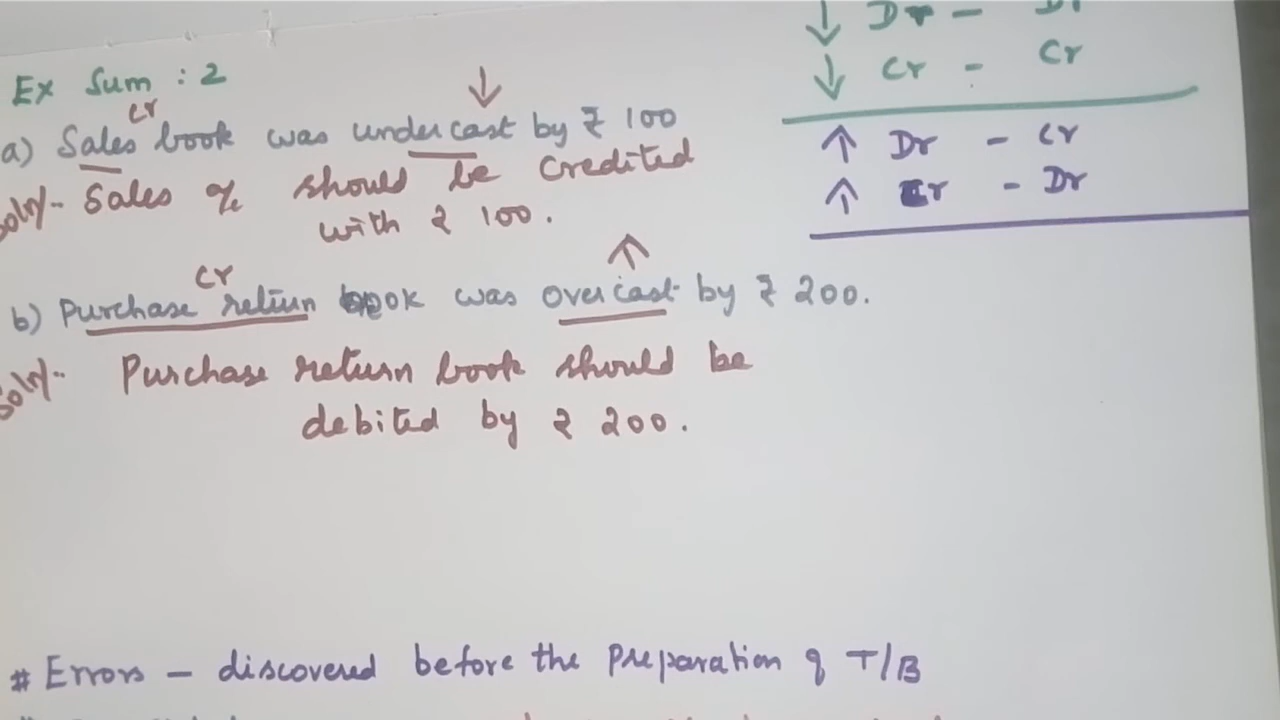 ↓ Dr - Dr
Ex Sum : 2
↓ Cr - Cr
Cr ↓
a) Sales book was undercast by ₹ 100
↑ Dr - Cr
Soln/- Sales a/c should be credited
↑ Cr - Dr
with ₹ 100.
Cr ↑
b) Purchase return book was overcast by ₹ 200.
Soln/- Purchase return book should be
debited by ₹ 200.
# Errors - discovered before the preparation of T/B